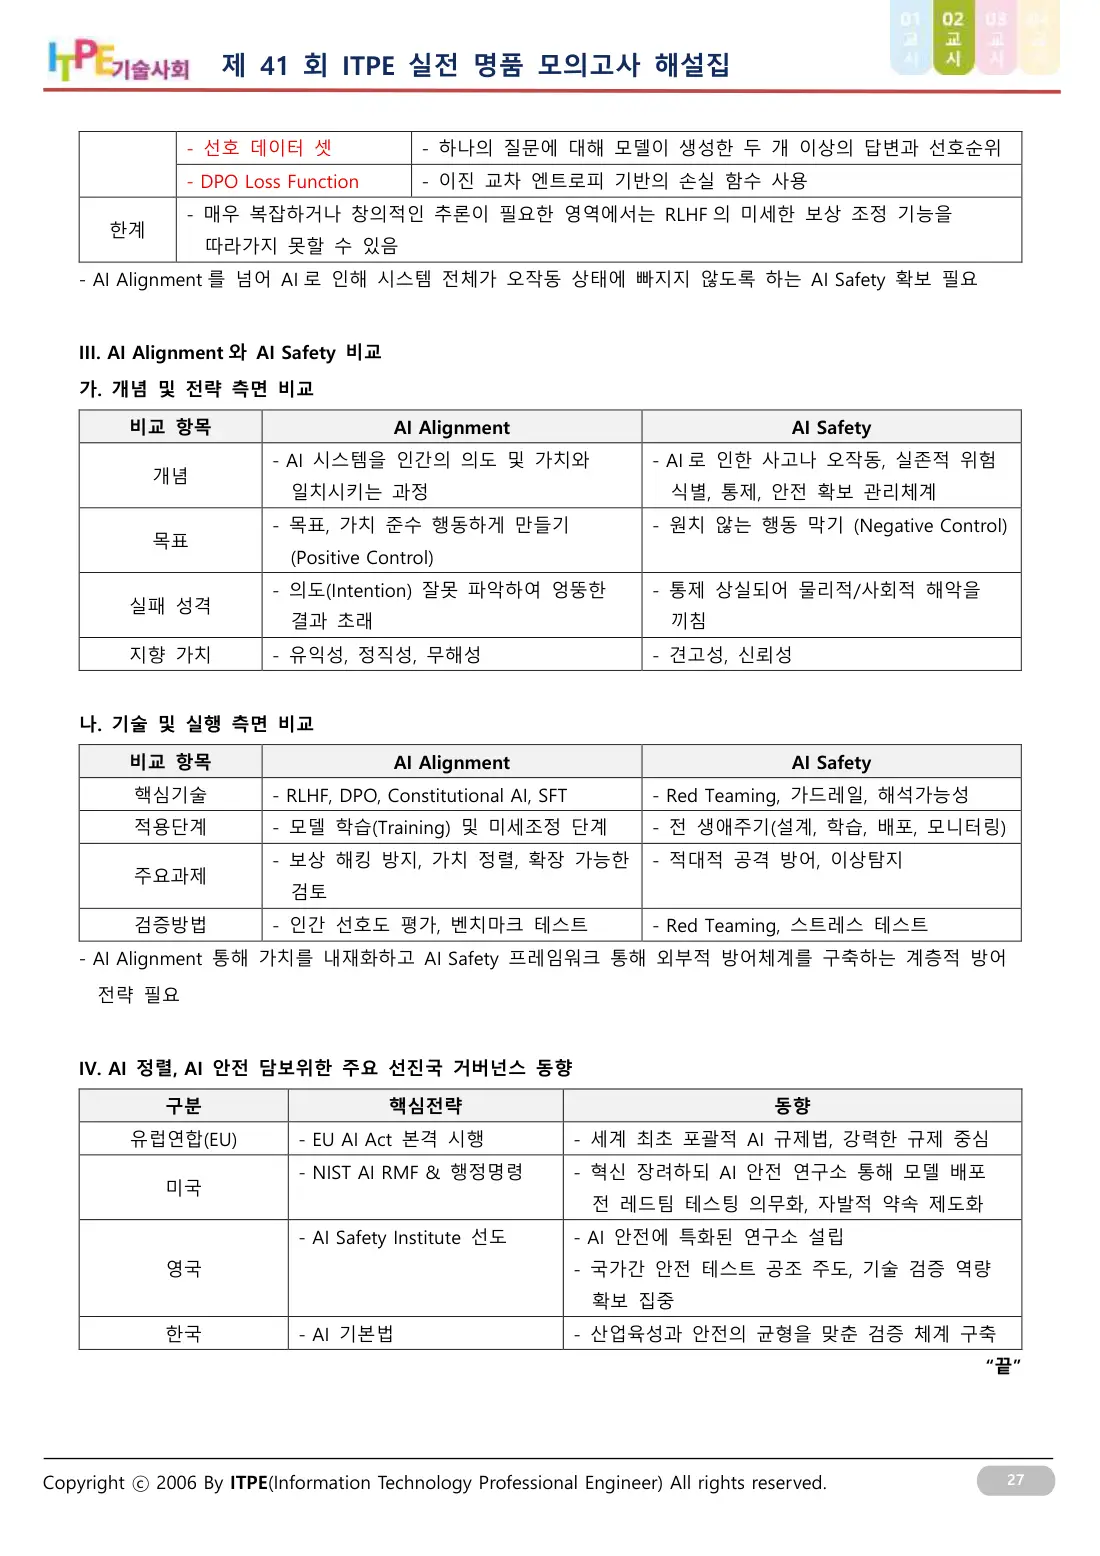 ITPE기술사회 제 41 회 ITPE 실전 명품 모의고사 해설집
01 교시 02 교시 03 교시
- 선호 데이터 셋 - 하나의 질문에 대해 모델이 생성한 두 개 이상의 답변과 선호순위
- DPO Loss Function - 이진 교차 엔트로피 기반의 손실 함수 사용
한계 - 매우 복잡하거나 창의적인 추론이 필요한 영역에서는 RLHF의 미세한 보상 조정 기능을
따라가지 못할 수 있음
- AI Alignment를 넘어 AI로 인해 시스템 전체가 오작동 상태에 빠지지 않도록 하는 AI Safety 확보 필요
III. AI Alignment와 AI Safety 비교
가. 개념 및 전략 측면 비교
비교 항목 AI Alignment AI Safety
개념 - AI 시스템을 인간의 의도 및 가치와 일치시키는 과정 - AI로 인한 사고나 오작동, 실존적 위험 식별, 통제, 안전 확보 관리체계
목표 - 목표, 가치 준수 행동하게 만들기 (Positive Control) - 원치 않는 행동 막기 (Negative Control)
실패 성격 - 의도(Intention) 잘못 파악하여 엉뚱한 결과 초래 - 통제 상실되어 물리적/사회적 해악을 끼침
지향 가치 - 유익성, 정직성, 무해성 - 견고성, 신뢰성
나. 기술 및 실행 측면 비교
비교 항목 AI Alignment AI Safety
핵심기술 - RLHF, DPO, Constitutional AI, SFT - Red Teaming, 가드레일, 해석가능성
적용단계 - 모델 학습(Training) 및 미세조정 단계 - 전 생애주기(설계, 학습, 배포, 모니터링)
주요과제 - 보상 해킹 방지, 가치 정렬, 확장 가능한 검토 - 적대적 공격 방어, 이상탐지
검증방법 - 인간 선호도 평가, 벤치마크 테스트 - Red Teaming, 스트레스 테스트
- AI Alignment 통해 가치를 내재화하고 AI Safety 프레임워크 통해 외부적 방어체계를 구축하는 계층적 방어
전략 필요
IV. AI 정렬, AI 안전 담보위한 주요 선진국 거버넌스 동향
구분 핵심전략 동향
유럽연합(EU) - EU AI Act 본격 시행 - 세계 최초 포괄적 AI 규제법, 강력한 규제 중심
미국 - NIST AI RMF & 행정명령 - 혁신 장려하되 AI 안전 연구소 통해 모델 배포
전 레드팀 테스팅 의무화, 자발적 약속 제도화
영국 - AI Safety Institute 선도 - AI 안전에 특화된 연구소 설립
- 국가간 안전 테스트 공조 주도, 기술 검증 역량
확보 집중
한국 - AI 기본법 - 산업육성과 안전의 균형을 맞춘 검증 체계 구축
“끝”
Copyright ⓒ 2006 By ITPE(Information Technology Professional Engineer) All rights reserved. 27